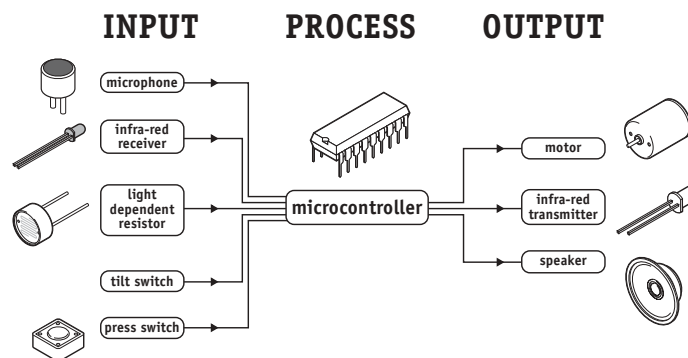 INPUT PROCESS OUTPUT
microphone
infra-red
receiver
light
dependent
resistor
tilt switch
press switch
microcontroller
motor
infra-red
transmitter
speaker